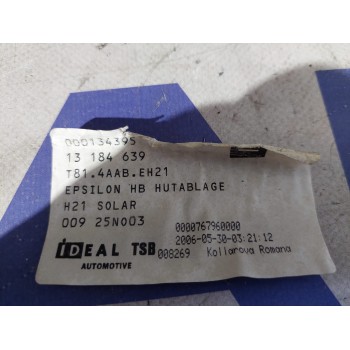 000134395
13 184 639
T81.4AAB.EH21
EPSILON HB HUTABLAGE
H21 SOLAR
009 25N003
0000767960000
2006-05-30-03:21:12
IDEAL TSB 008269 Kollarova Romana
AUTOMOTIVE